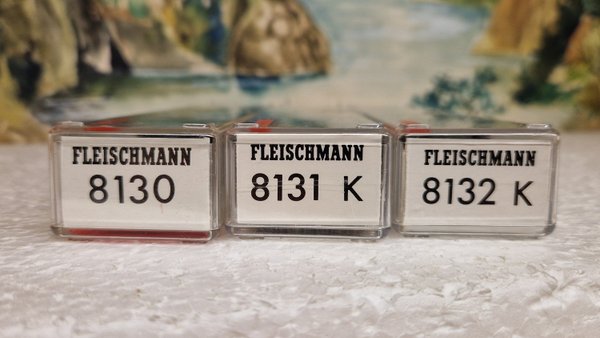 FLEISCHMANN
8130
FLEISCHMANN
8131 K
FLEISCHMANN
8132 K